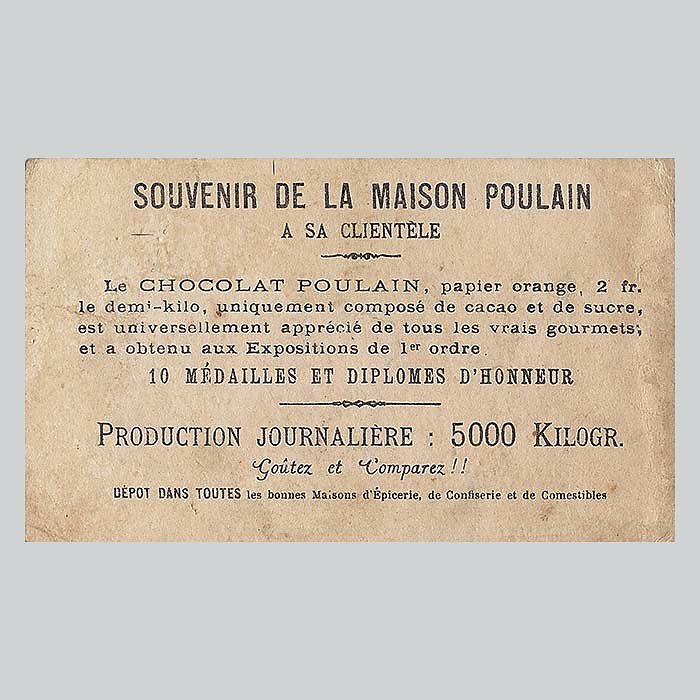 SOUVENIR DE LA MAISON POULAIN
A SA CLIENTÈLE
Le CHOCOLAT POULAIN, papier orange, 2 fr.
le demi-kilo, uniquement composé de cacao et de sucre,
est universellement apprécié de tous les vrais gourmets,
et a obtenu aux Expositions de 1er ordre.
10 MÉDAILLES ET DIPLOMES D'HONNEUR
PRODUCTION JOURNALIÈRE : 5000 KILOGR.
Goûtez et Comparez !!
DÉPOT DANS TOUTES les bonnes Maisons d'Épicerie, de Confiserie et de Comestibles